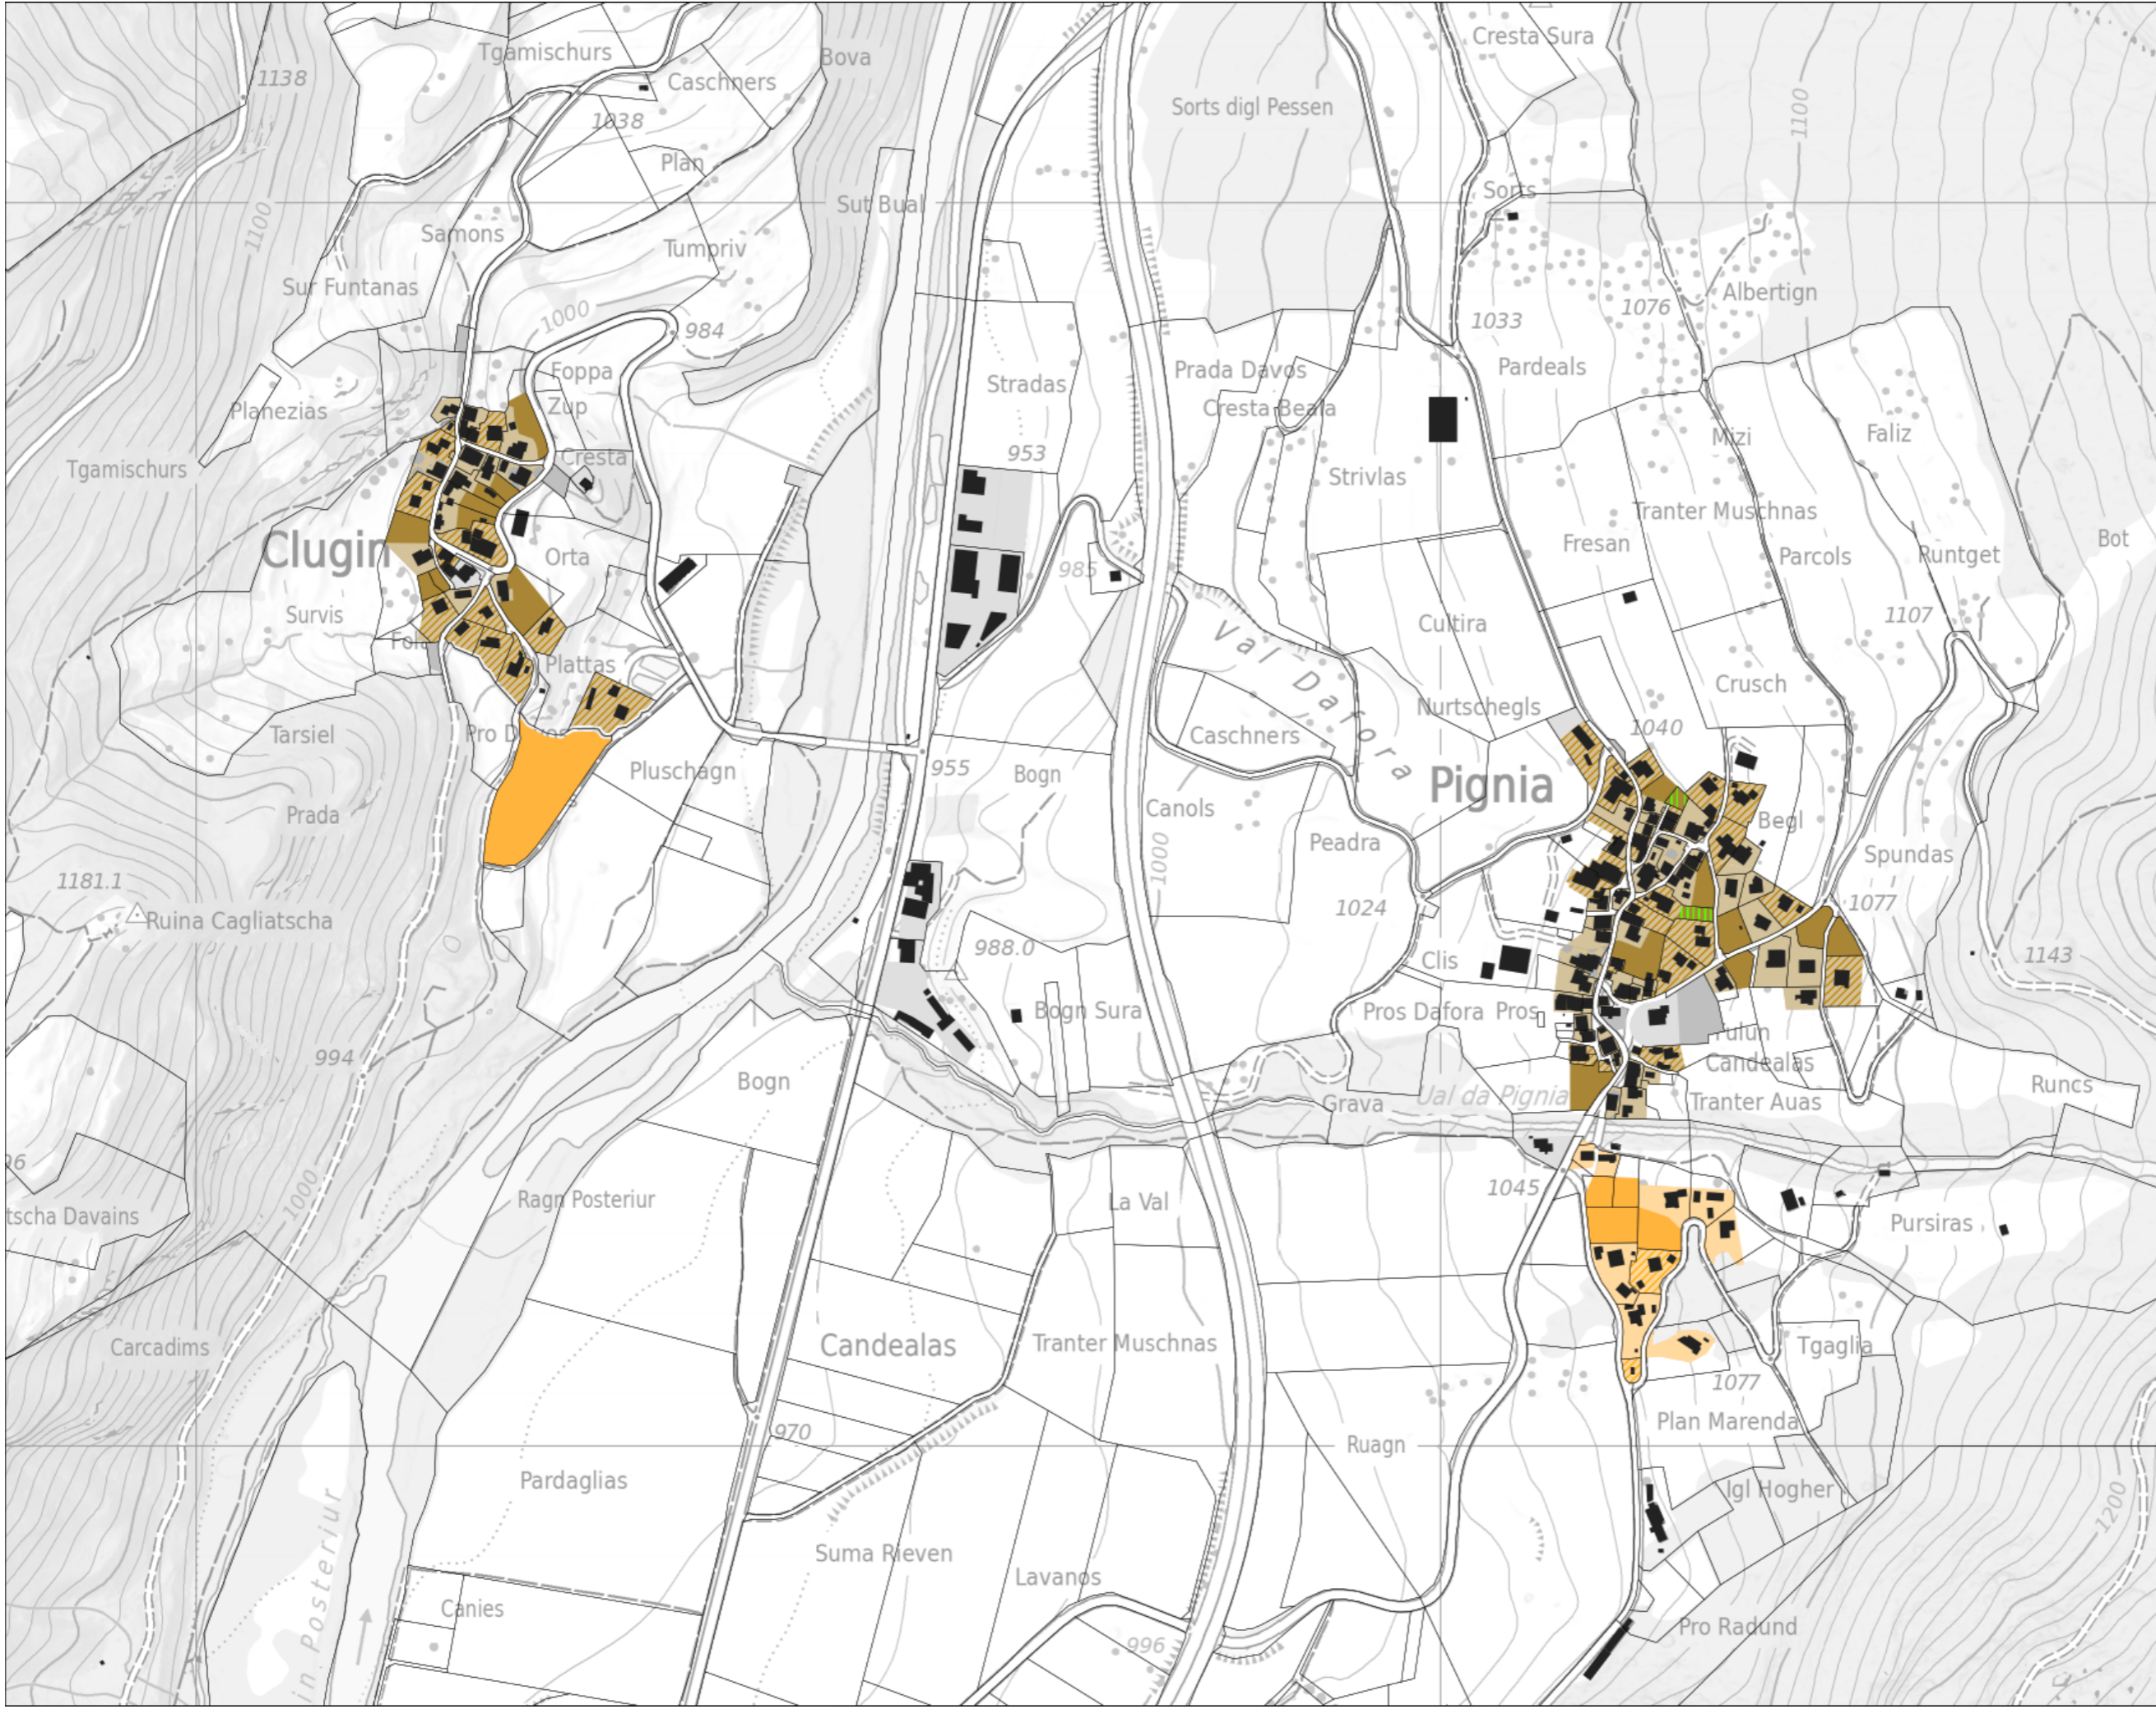 Tgamischurs
Bova
Cresta Sura
1138
Caschners
1100
Sorts digl Pessen
1038
Plan
Sorts
Sut Bual
1100
Samons
Tumpriv
Sur Funtanas
Albertign
1076
1000
984
1033
Foppa
Stradas
Prada Davos
Pardeals
Planezias
Zup
Cresta Beala
Mizi
Faliz
Tgamischurs
Cresta
953
Strivlas
Tranter Muschnas
Clugin
Orta
985
Fresan
Parcols
Runtget
Bot
Survis
Val Dafora
Cultira
1107
Plattas
Crusch
Nurtschegls
Tarsiel
Caschners
1040
Pluschagn
955
Bogn
Pignia
Prada
Canols
Begl
Peadra
Spundas
1181.1
1000
1024
1077
Ruina Cagliatscha
988.0
Clis
1143
Bogn Sura
Pros Dafora
Pros
994
Candealas
Bogn
Grava
Ual da Pignia
Tranter Auas
Runcs
96
1000
Ragn Posteriur
La Val
1045
tscha Davains
Pursiras
Carcadims
Candealas
Tranter Muschnas
Tgaglia
1077
970
Ruagn
Plan Marenda
Pardaglias
Igl Hogher
1200
Suma Rieven
Lavanos
in Posteriur
Canies
996
Pro Radund